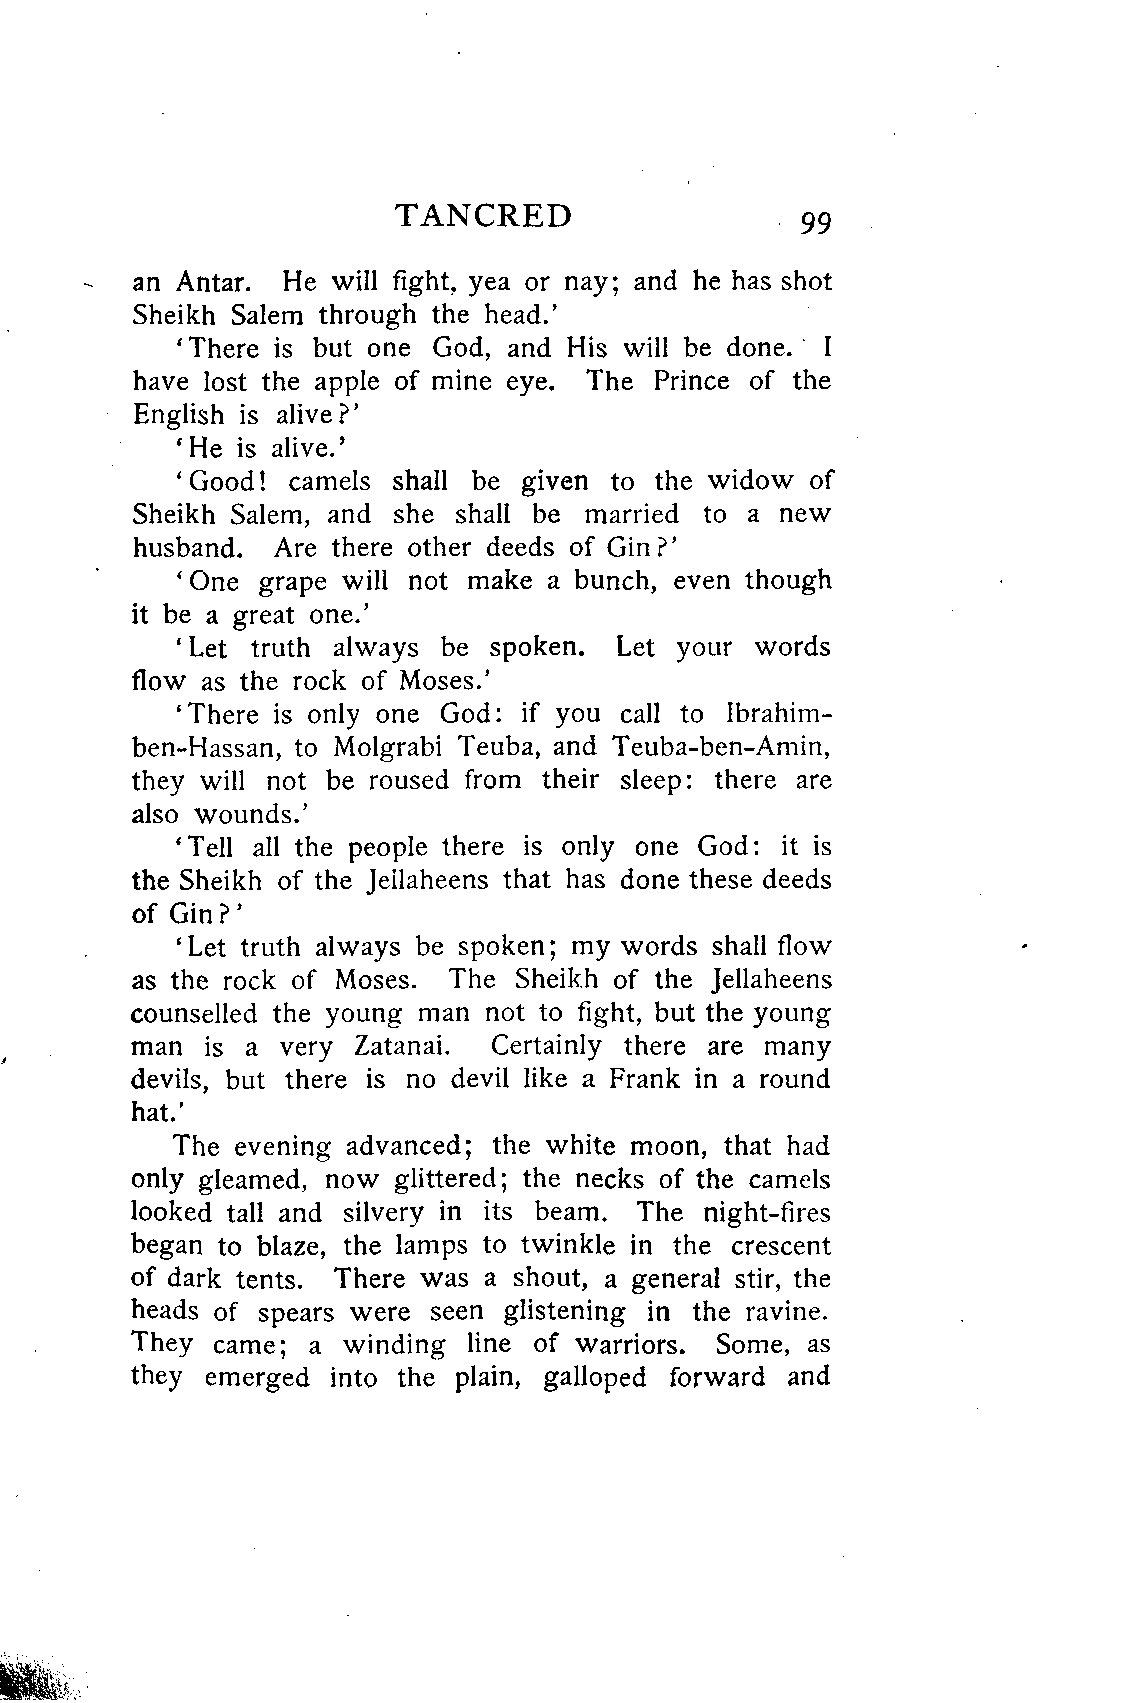 TANCRED 99
an Antar. He will fight, yea or nay; and he has shot
Sheikh Salem through the head.'
'There is but one God, and His will be done. I
have lost the apple of mine eye. The Prince of the
English is alive?'
'He is alive.'
'Good! camels shall be given to the widow of
Sheikh Salem, and she shall be married to a new
husband. Are there other deeds of Gin?'
'One grape will not make a bunch, even though
it be a great one.'
'Let truth always be spoken. Let your words
flow as the rock of Moses.'
'There is only one God: if you call to Ibrahim-
ben-Hassan, to Molgrabi Teuba, and Teuba-ben-Amin,
they will not be roused from their sleep: there are
also wounds.'
'Tell all the people there is only one God: it is
the Sheikh of the Jellaheens that has done these deeds
of Gin?'
'Let truth always be spoken; my words shall flow
as the rock of Moses. The Sheikh of the Jellaheens
counselled the young man not to fight, but the young
man is a very Zatanai. Certainly there are many
devils, but there is no devil like a Frank in a round
hat.'
The evening advanced; the white moon, that had
only gleamed, now glittered; the necks of the camels
looked tall and silvery in its beam. The night-fires
began to blaze, the lamps to twinkle in the crescent
of dark tents. There was a shout, a general stir, the
heads of spears were seen glistening in the ravine.
They came; a winding line of warriors. Some, as
they emerged into the plain, galloped forward and